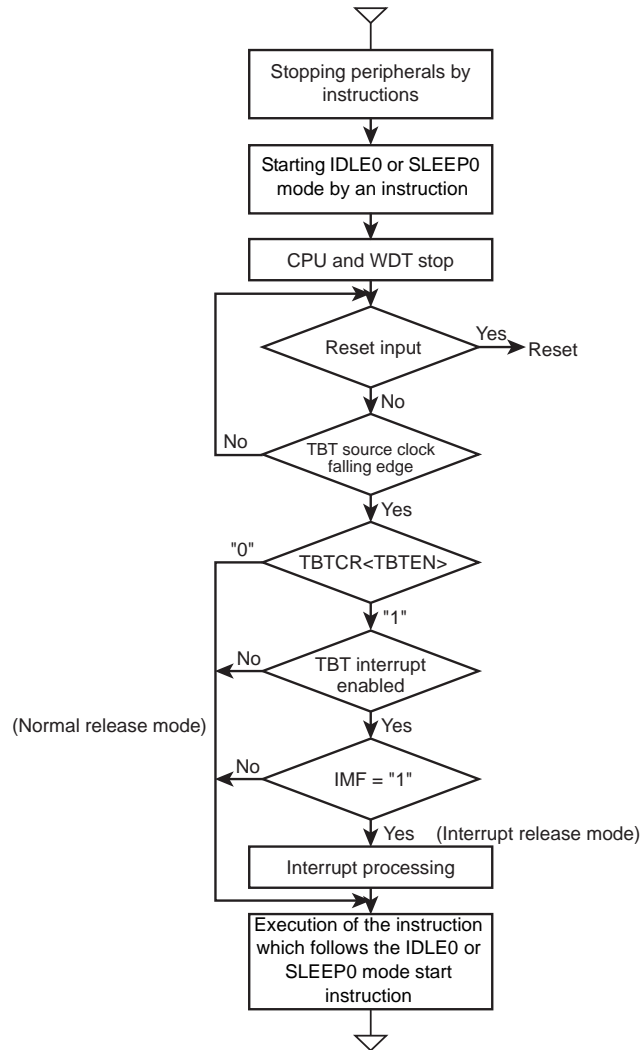 Stopping peripherals by
instructions
Starting IDLE0 or SLEEP0
mode by an instruction
CPU and WDT stop
Reset input
Yes
Reset
No
No
TBT source clock
falling edge
Yes
"0"
TBTCR<TBTEN>
"1"
No
TBT interrupt
enabled
(Normal release mode)
Yes
No
IMF = "1"
Yes
(Interrupt release mode)
Interrupt processing
Execution of the instruction
which follows the IDLE0 or
SLEEP0 mode start
instruction